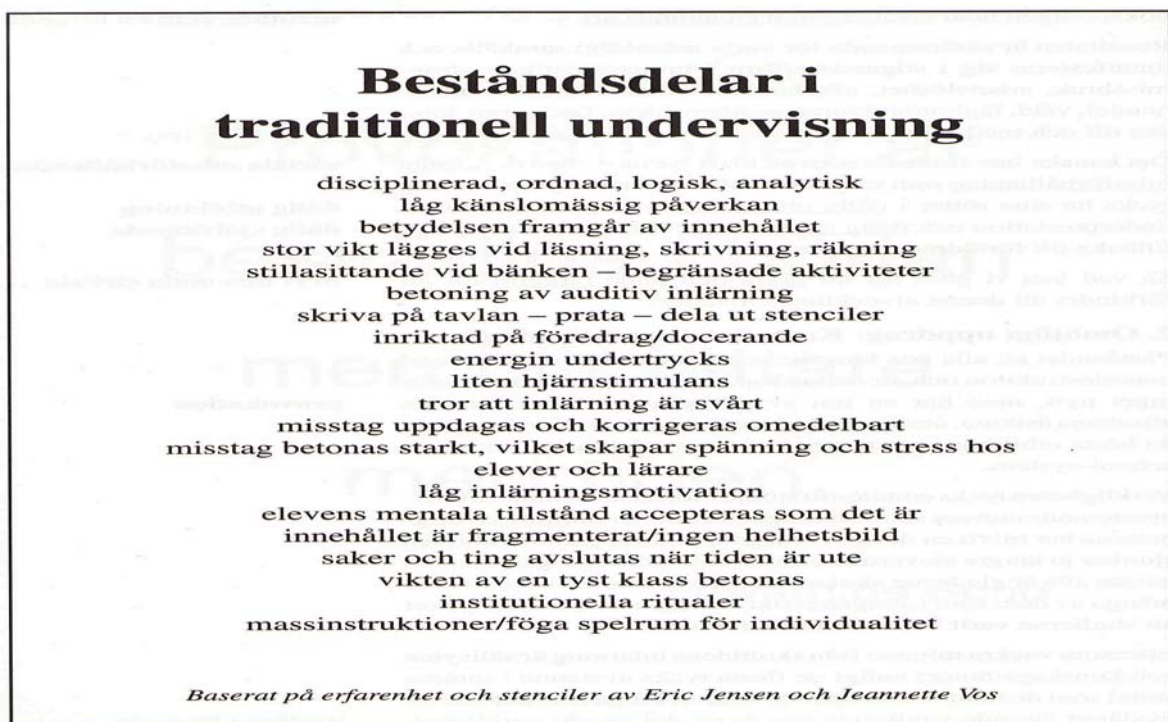 Beståndsdelar i
traditionell undervisning
disciplinerad, ordnad, logisk, analytisk
låg känslomässig påverkan
betydelsen framgår av innehållet
stor vikt lägges vid läsning, skrivning, räkning
stillasittande vid bänken – begränsade aktiviteter
betoning av auditiv inlärning
skriva på tavlan – prata – dela ut stenciler
inriktad på föredrag/docerande
energin undertrycks
liten hjärnstimulans
tror att inlärning är svårt
misstag uppdagas och korrigeras omedelbart
misstag betonas starkt, vilket skapar spänning och stress hos
elever och lärare
låg inlärningsmotivation
elevens mentala tillstånd accepteras som det är
innehållet är fragmenterat/ingen helhetsbild
saker och ting avslutas när tiden är ute
vikten av en tyst klass betonas
institutionella ritualer
massinstruktioner/föga spelrum för individualitet
Baserat på erfarenhet och stenciler av Eric Jensen och Jeannette Vos